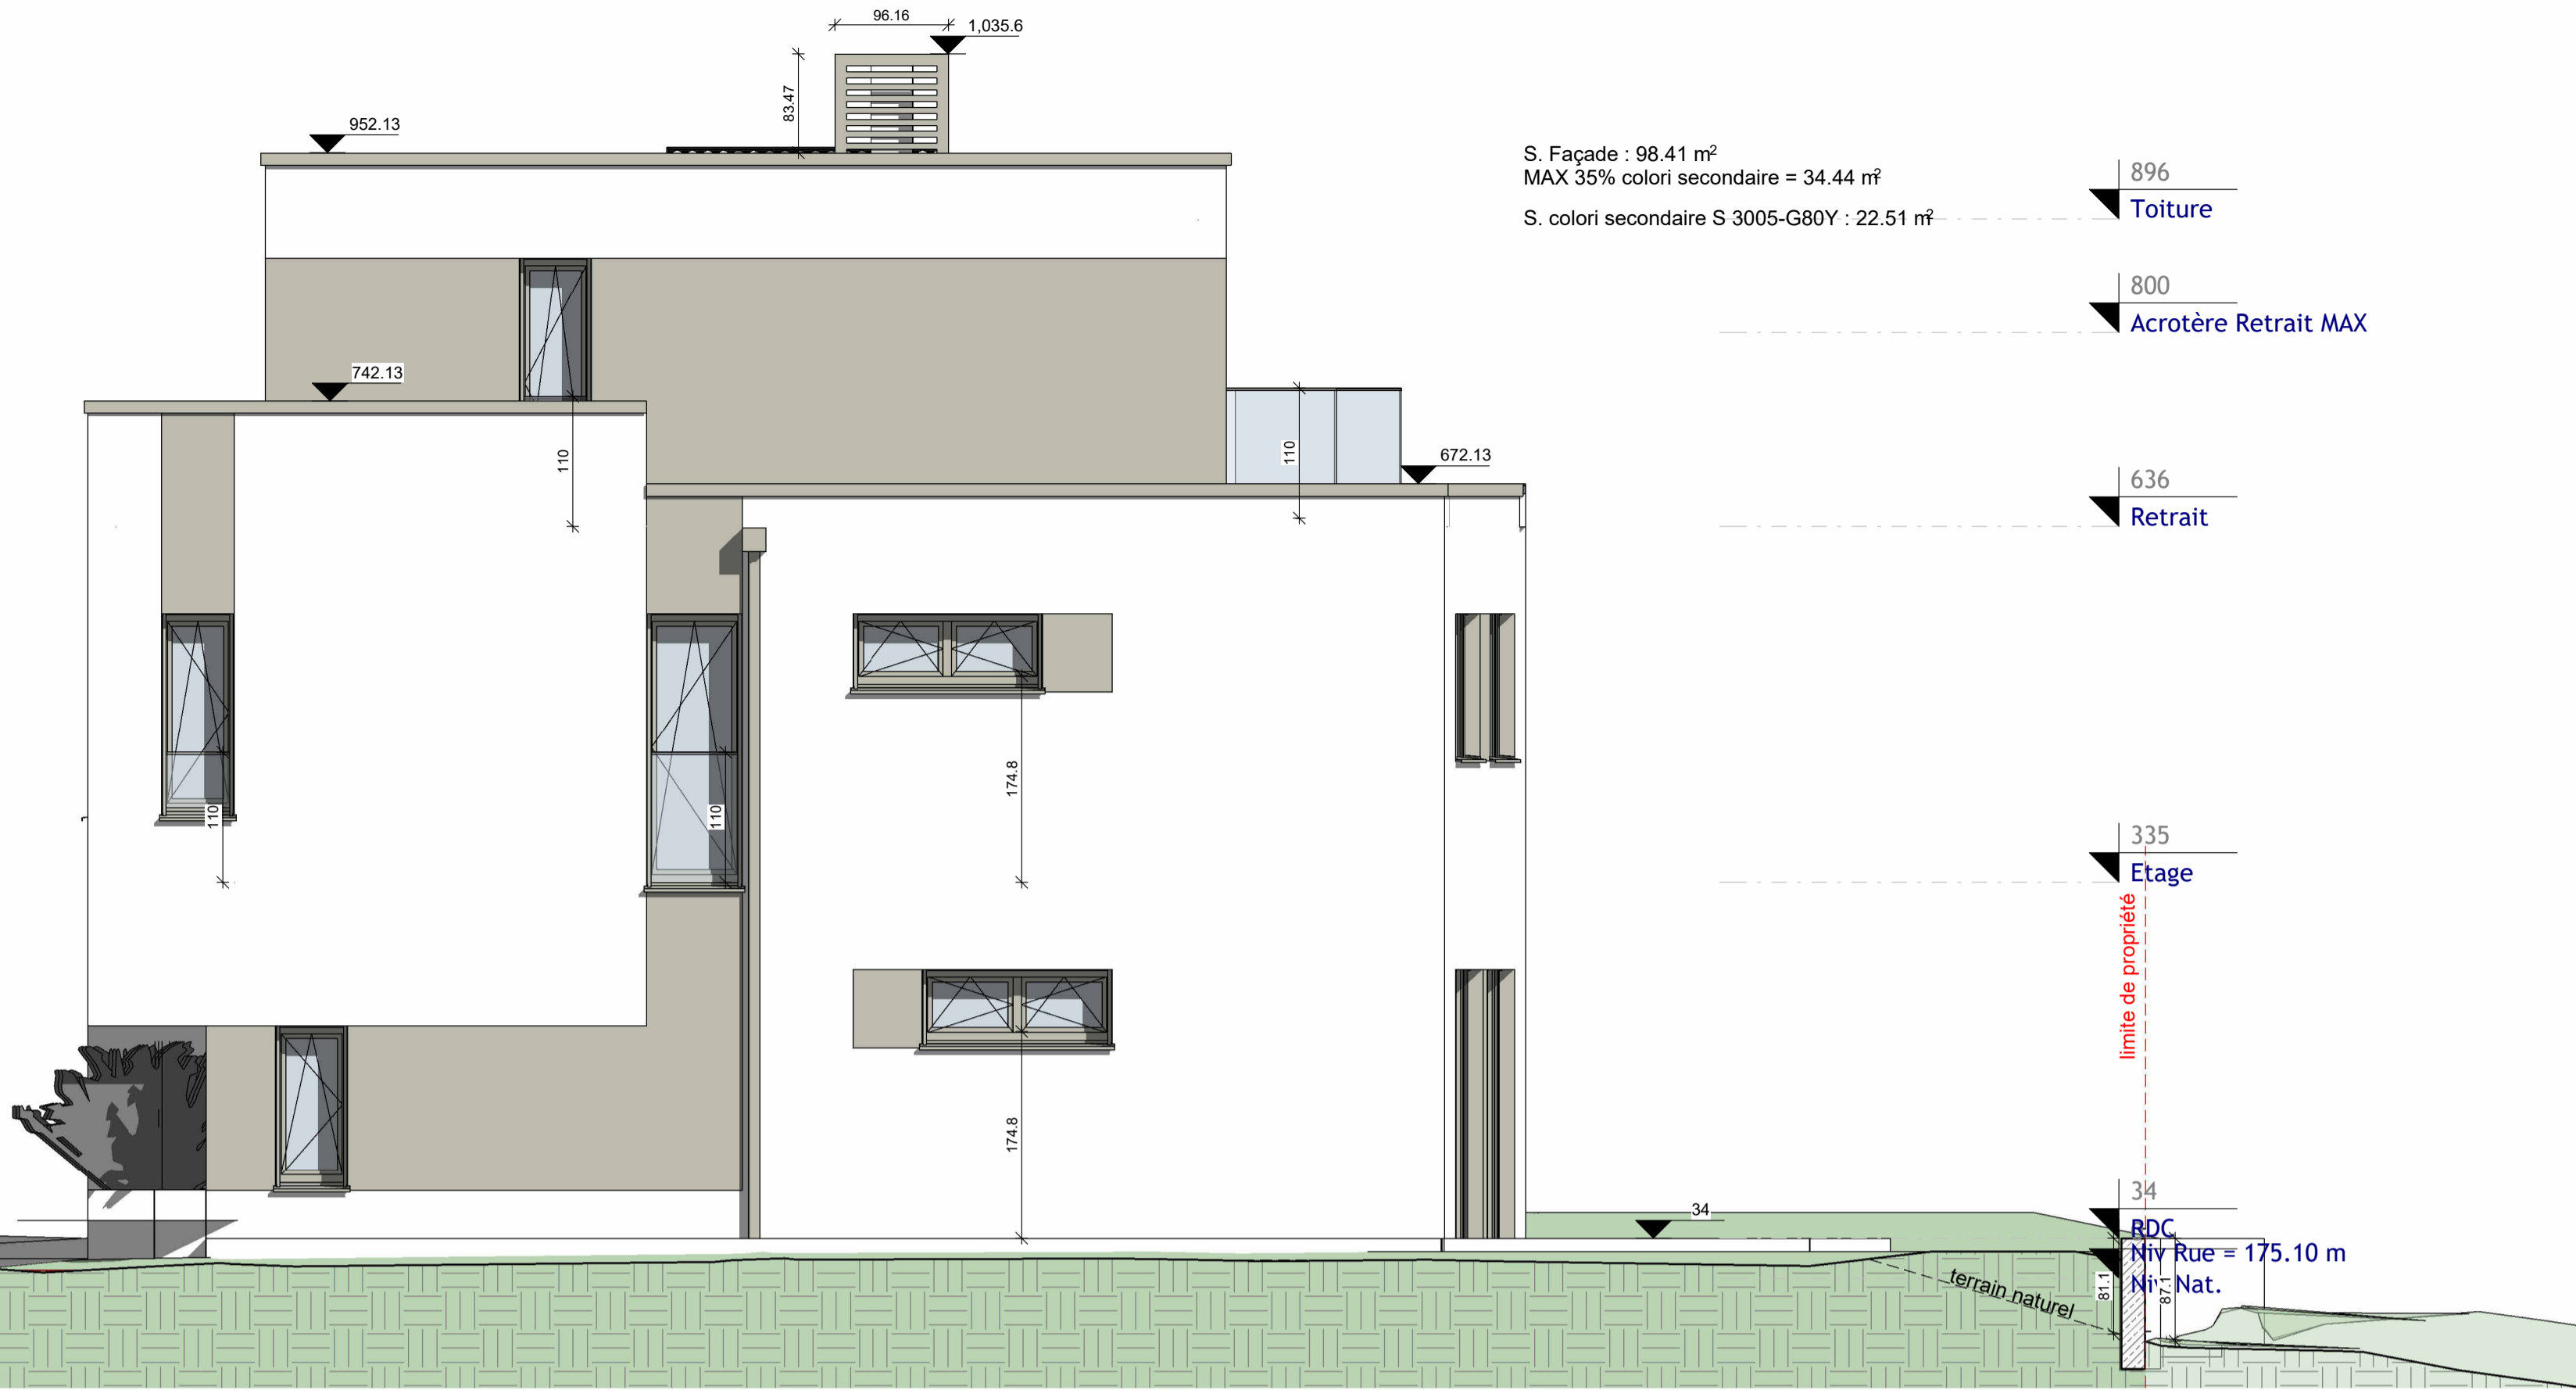 96.16
1,035.6
83.47
952.13
S. Façade : 98.41 m²
MAX 35% colori secondaire = 34.44 m²
S. colori secondaire S 3005-G80Y : 22.51 m²
896
Toiture
800
Acrotère Retrait MAX
742.13
110
110
672.13
636
Retrait
174.8
110
110
335
Etage
limite de propriété
174.8
34
34
RDC
Niv Rue = 175.10 m
Niv Nat.
terrain naturel
81.1
87.1